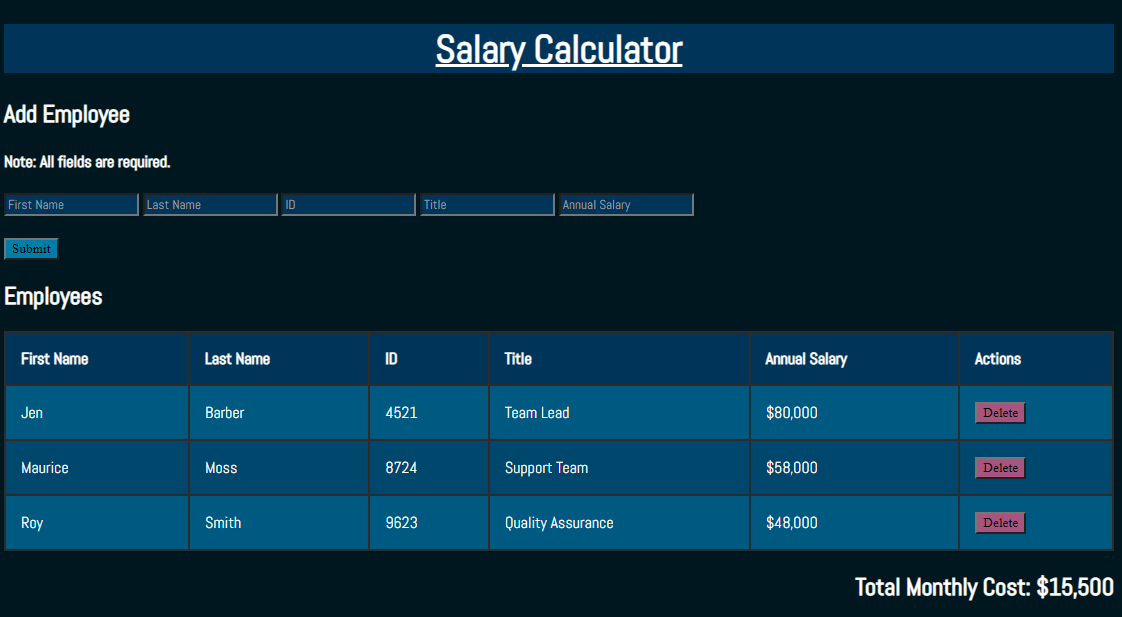 Salary Calculator
Add Employee
Note: All fields are required.
First Name Last Name ID Title Annual Salary
Submit
Employees
First Name Last Name ID Title Annual Salary Actions
Jen Barber 4521 Team Lead $80,000 Delete
Maurice Moss 8724 Support Team $58,000 Delete
Roy Smith 9623 Quality Assurance $48,000 Delete
Total Monthly Cost: $15,500